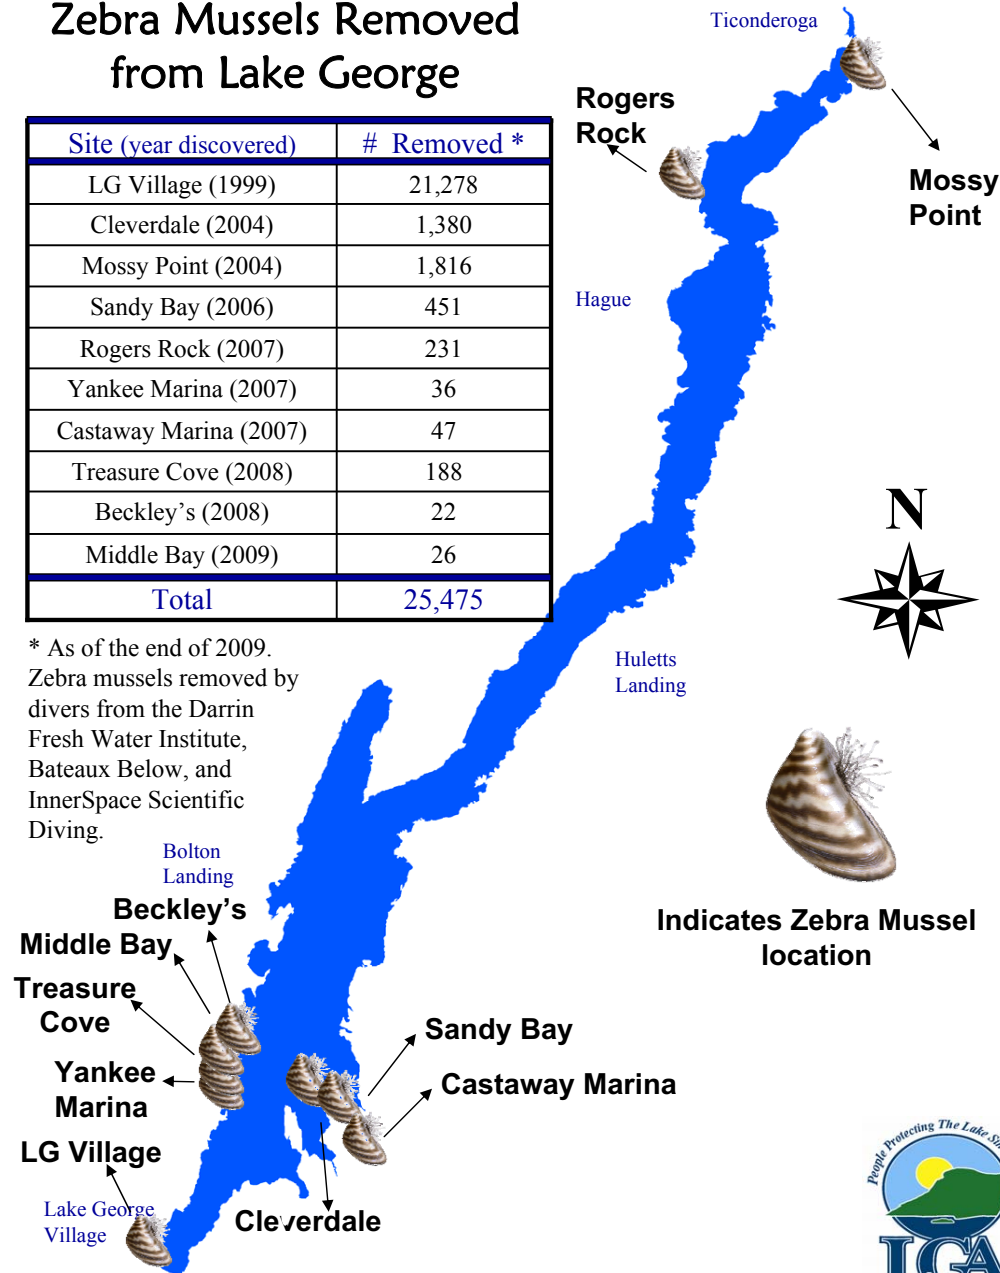 Zebra Mussels Removed
from Lake George
Site (year discovered) # Removed *
LG Village (1999) 21,278
Cleverdale (2004) 1,380
Mossy Point (2004) 1,816
Sandy Bay (2006) 451
Rogers Rock (2007) 231
Yankee Marina (2007) 36
Castaway Marina (2007) 47
Treasure Cove (2008) 188
Beckley's (2008) 22
Middle Bay (2009) 26
Total 25,475
* As of the end of 2009.
Zebra mussels removed by
divers from the Darrin
Fresh Water Institute,
Bateaux Below, and
InnerSpace Scientific
Diving.
Ticonderoga
Rogers
Rock
Mossy
Point
Hague
N
Huletts
Landing
Indicates Zebra Mussel
location
Bolton
Landing
Beckley's
Middle Bay
Treasure
Cove
Yankee
Marina
LG Village
Lake George
Village
Sandy Bay
Castaway Marina
Cleverdale
People Protecting The Lake
LGA